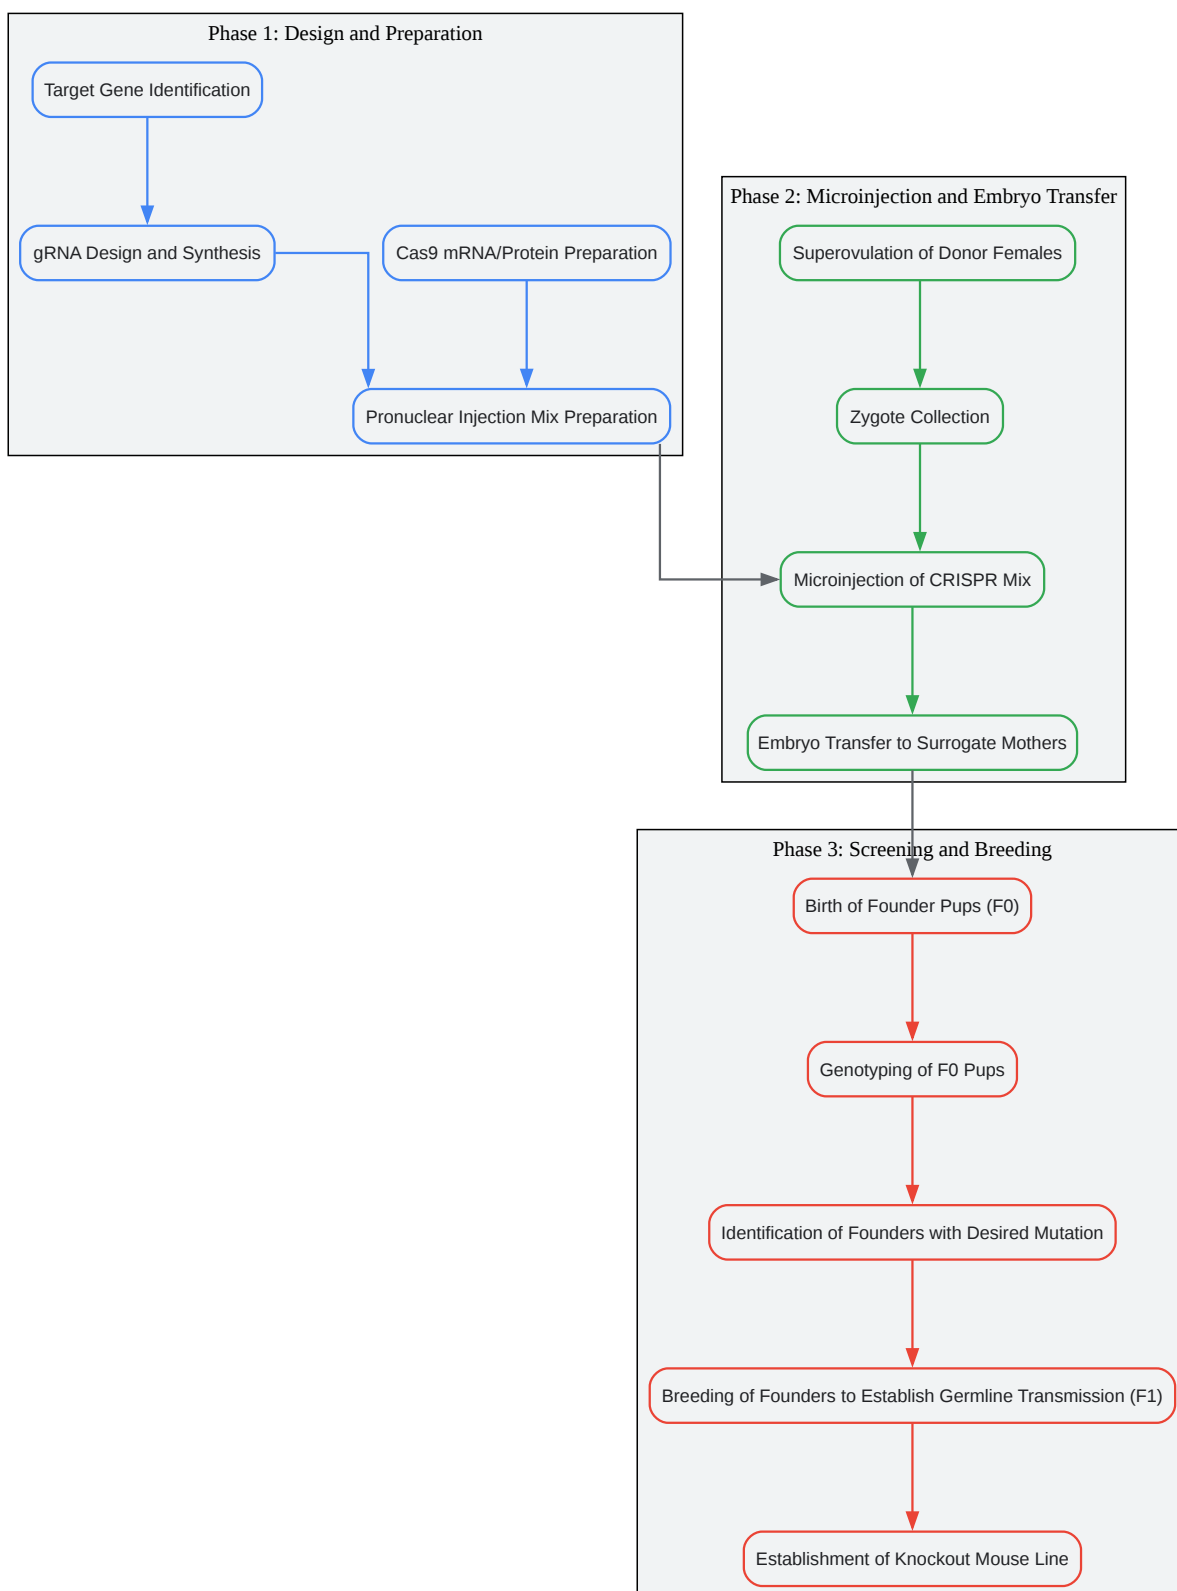 Phase 1: Design and Preparation
Target Gene Identification
gRNA Design and Synthesis
Cas9 mRNA/Protein Preparation
Pronuclear Injection Mix Preparation
Phase 2: Microinjection and Embryo Transfer
Superovulation of Donor Females
Zygote Collection
Microinjection of CRISPR Mix
Embryo Transfer to Surrogate Mothers
Phase 3: Screening and Breeding
Birth of Founder Pups (F0)
Genotyping of F0 Pups
Identification of Founders with Desired Mutation
Breeding of Founders to Establish Germline Transmission (F1)
Establishment of Knockout Mouse Line